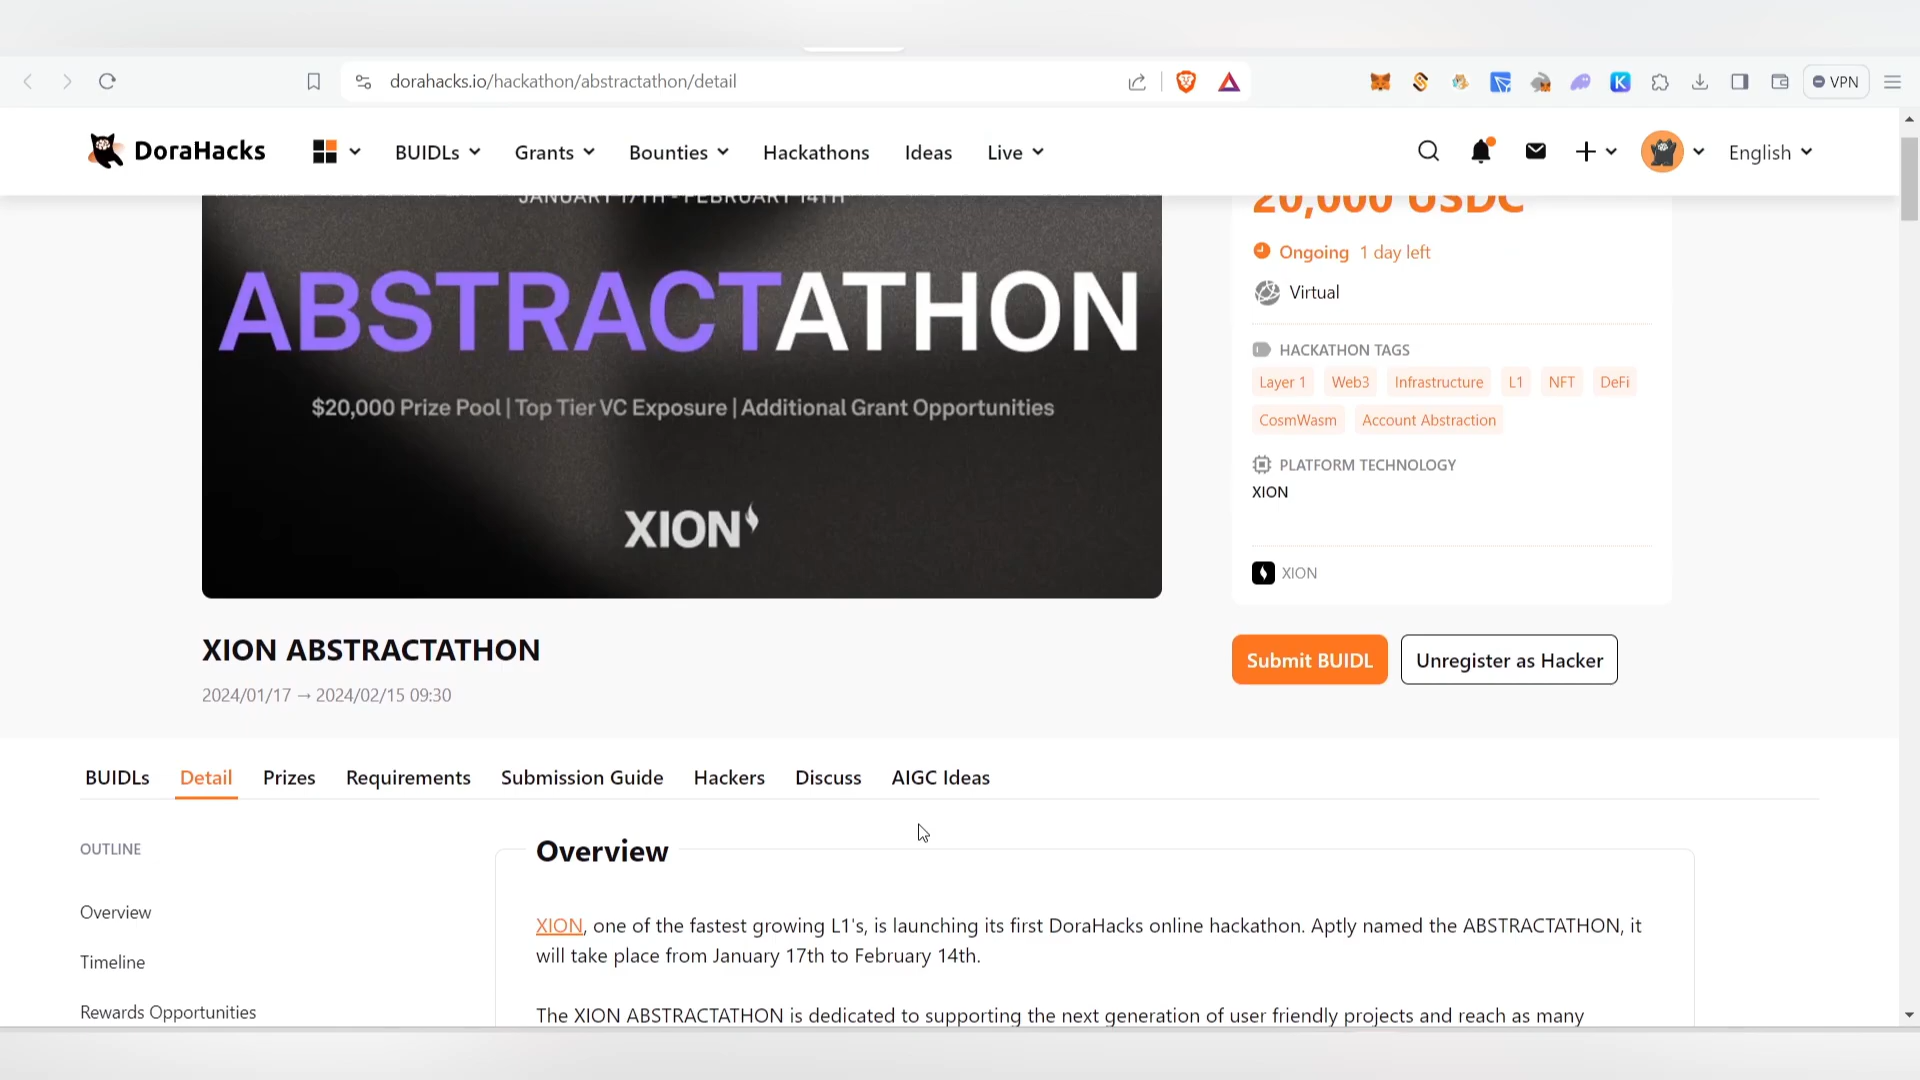 dorahacks.io/hackathon/abstractathon/detail
VPN
DoraHacks
BUIDLs
Grants
Bounties
Hackathons
Ideas
Live
English
JANUARY 17TH - FEBRUARY 14TH
ABSTRACTATHON
$20,000 Prize Pool | Top Tier VC Exposure | Additional Grant Opportunities
XION
20,000 USDC
Ongoing 1 day left
Virtual
HACKATHON TAGS
Layer 1 Web3 Infrastructure L1 NFT DeFi
CosmWasm Account Abstraction
PLATFORM TECHNOLOGY
XION
XION
XION ABSTRACTATHON
2024/01/17 → 2024/02/15 09:30
Submit BUIDL
Unregister as Hacker
BUIDLs Detail Prizes Requirements Submission Guide Hackers Discuss AIGC Ideas
OUTLINE
Overview
Timeline
Rewards Opportunities
Overview
XION, one of the fastest growing L1's, is launching its first DoraHacks online hackathon. Aptly named the ABSTRACTATHON, it
will take place from January 17th to February 14th.
The XION ABSTRACTATHON is dedicated to supporting the next generation of user friendly projects and reach as many